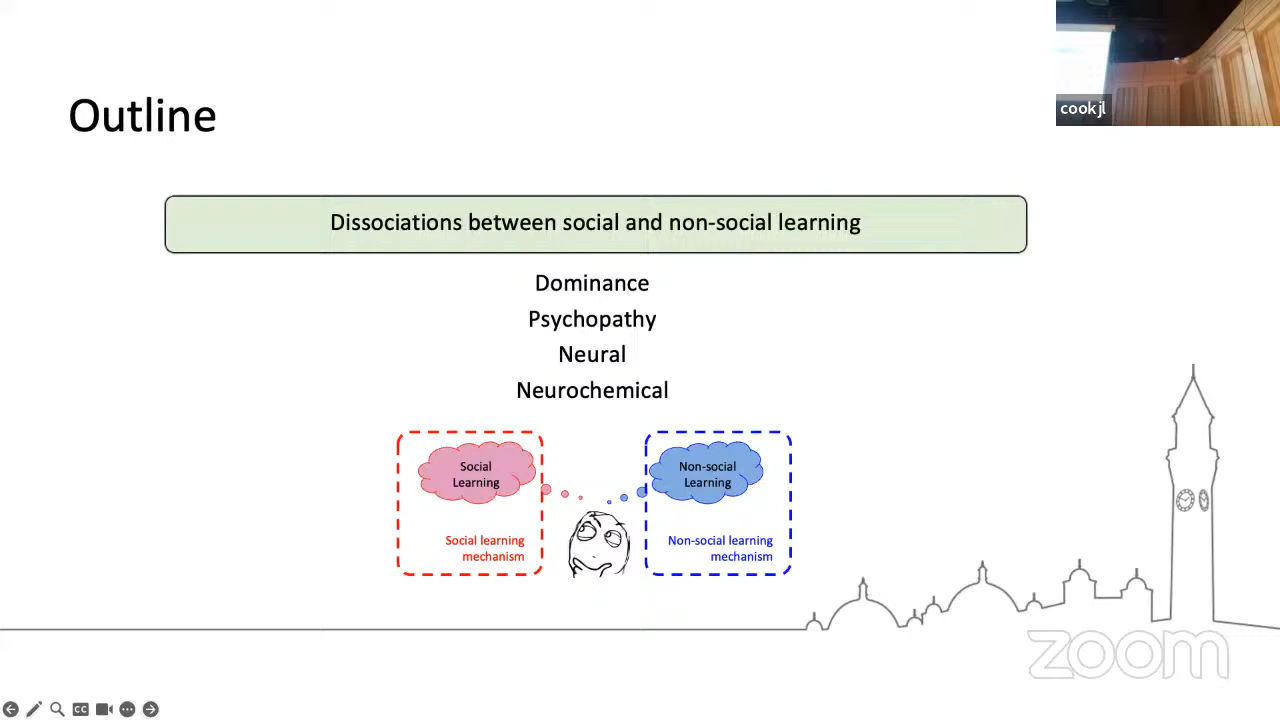 cookjl
Outline
Dissociations between social and non-social learning
Dominance
Psychopathy
Neural
Neurochemical
Social
Learning
Non-social
Learning
Social learning
mechanism
Non-social learning
mechanism
zoom
CC